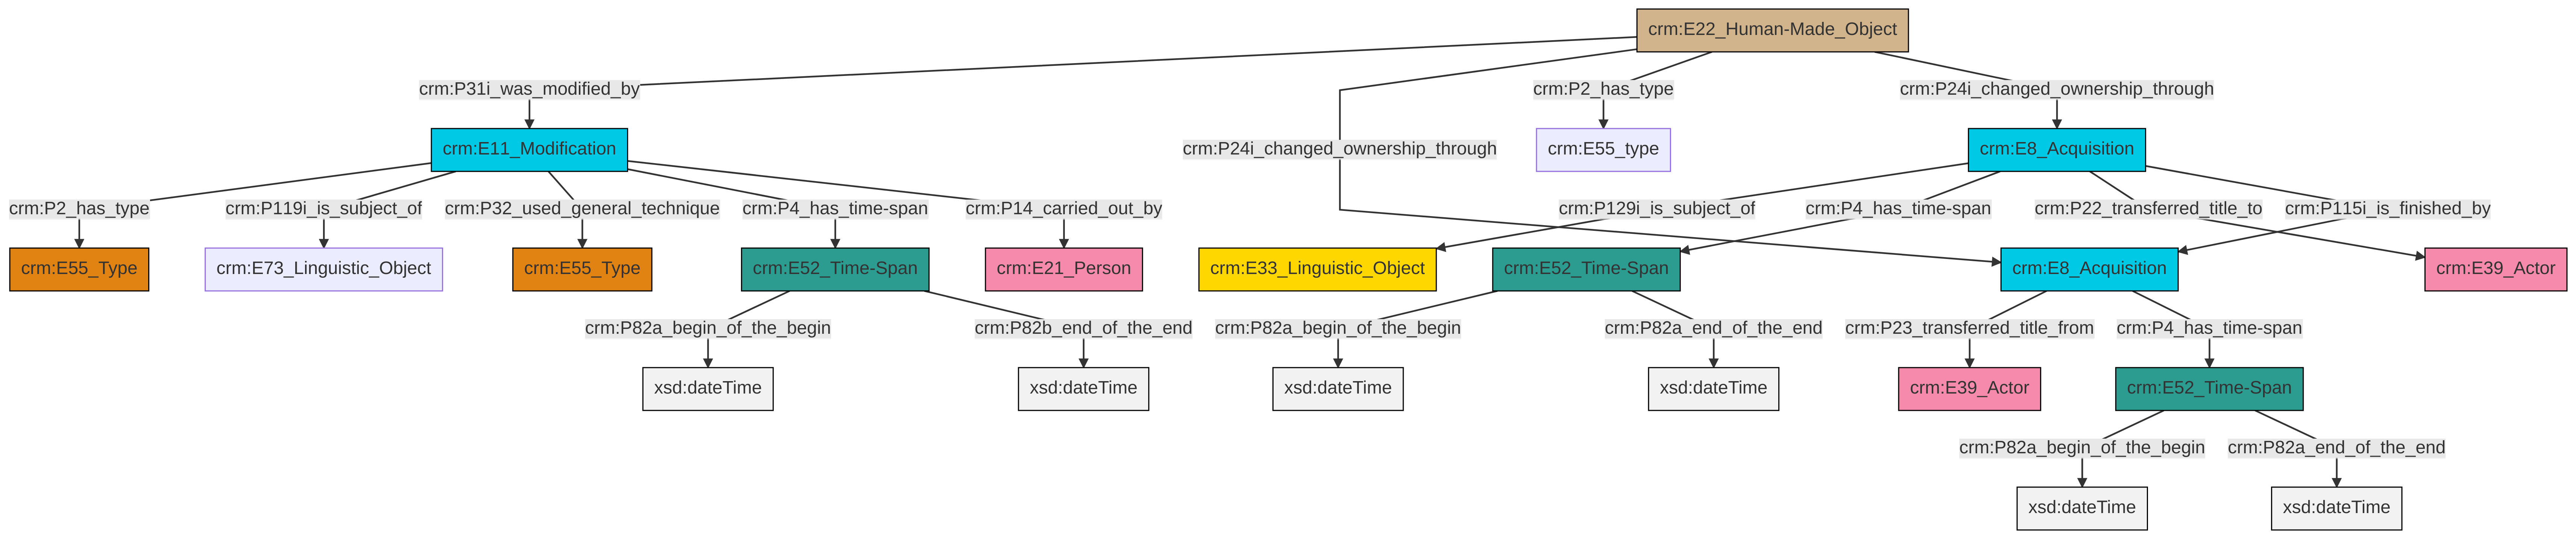 crm:E22_Human-Made_Object
crm:P31i_was_modified_by
crm:P2_has_type
crm:P24i_changed_ownership_through
crm:P24i_changed_ownership_through
crm:E11_Modification
crm:E55_type
crm:E8_Acquisition
crm:P2_has_type
crm:P119i_is_subject_of
crm:P32_used_general_technique
crm:P4_has_time-span
crm:P14_carried_out_by
crm:P129i_is_subject_of
crm:P4_has_time-span
crm:P22_transferred_title_to
crm:P115i_is_finished_by
crm:E55_Type
crm:E73_Linguistic_Object
crm:E55_Type
crm:E52_Time-Span
crm:E21_Person
crm:E33_Linguistic_Object
crm:E52_Time-Span
crm:E8_Acquisition
crm:E39_Actor
crm:P82a_begin_of_the_begin
crm:P82b_end_of_the_end
crm:P82a_begin_of_the_begin
crm:P82a_end_of_the_end
crm:P23_transferred_title_from
crm:P4_has_time-span
xsd:dateTime
xsd:dateTime
xsd:dateTime
xsd:dateTime
crm:E39_Actor
crm:E52_Time-Span
crm:P82a_begin_of_the_begin
crm:P82a_end_of_the_end
xsd:dateTime
xsd:dateTime